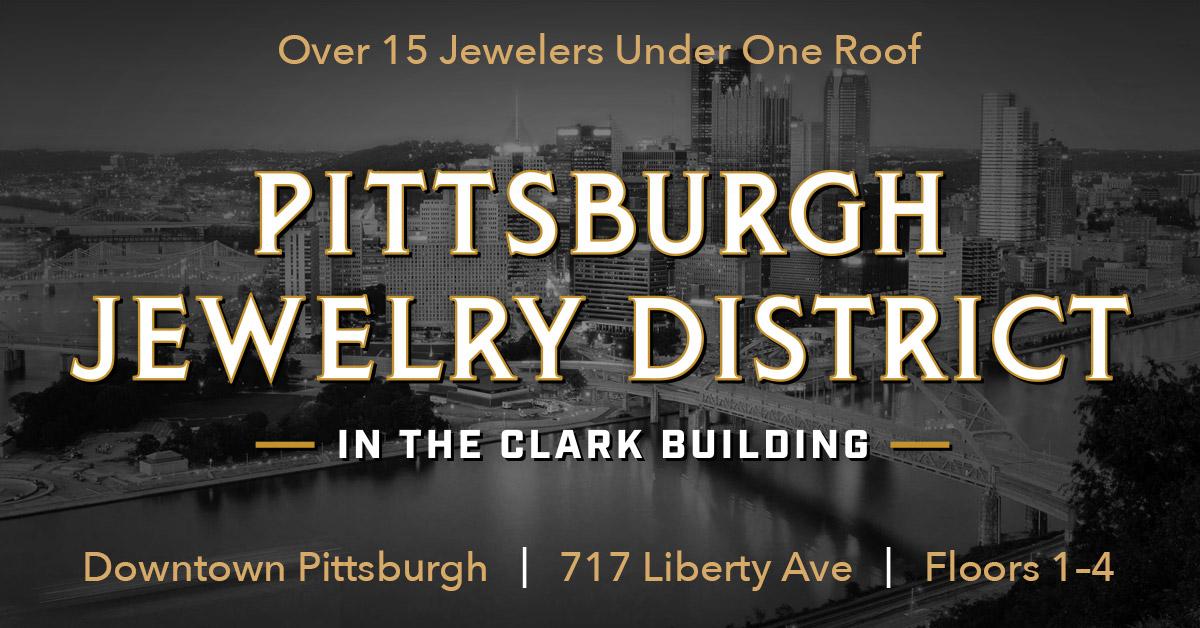 Over 15 Jewelers Under One Roof
PITTSBURGH
JEWELRY DISTRICT
IN THE CLARK BUILDING
Downtown Pittsburgh | 717 Liberty Ave | Floors 1–4